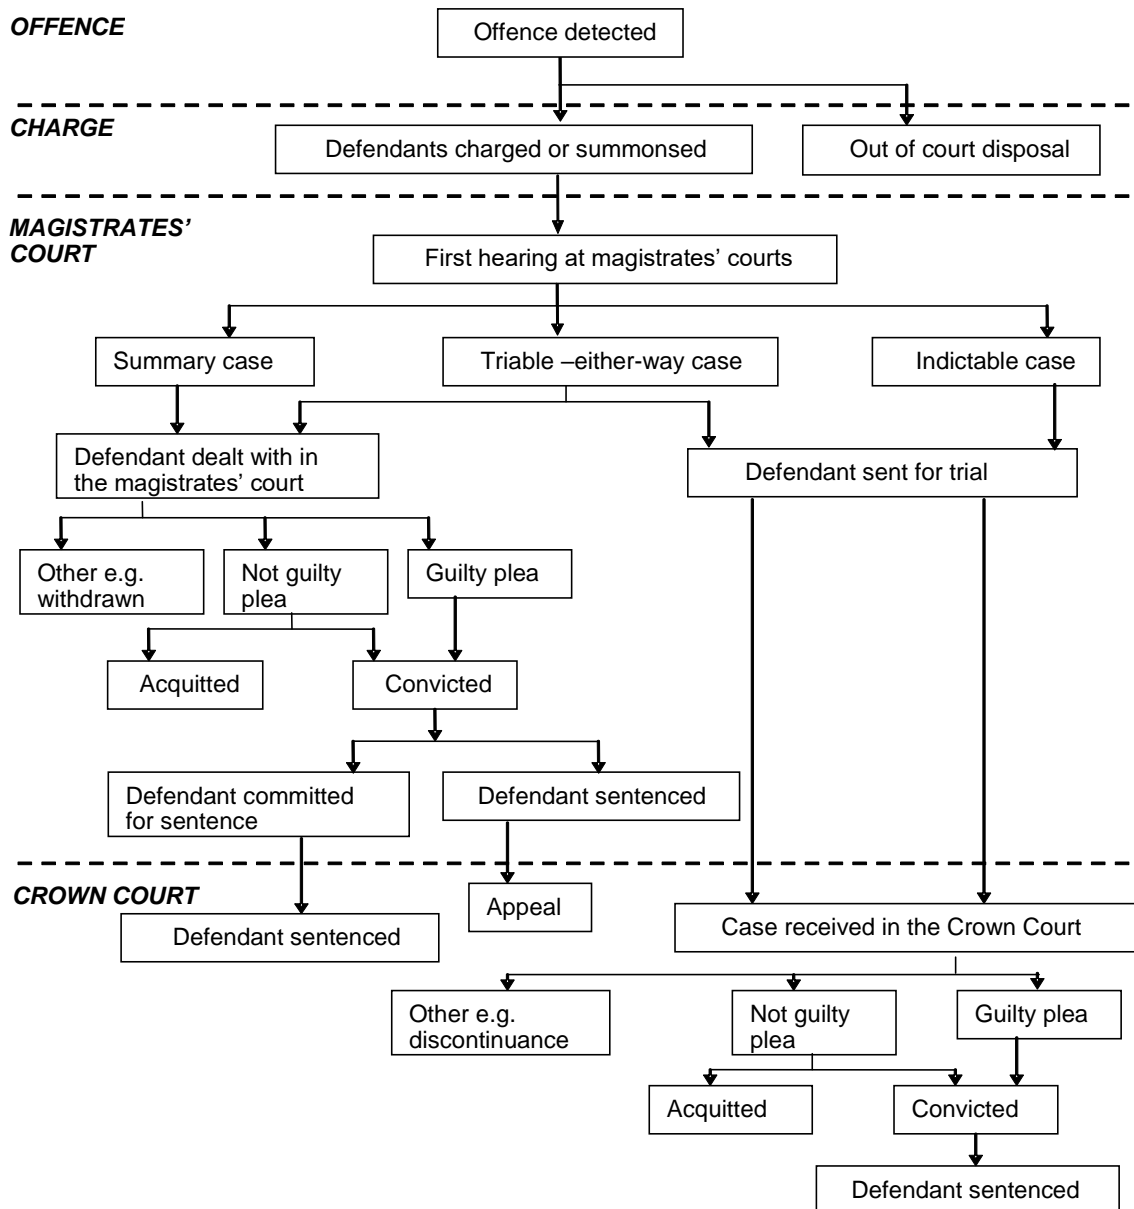 OFFENCE
Offence detected
CHARGE
Defendants charged or summonsed
Out of court disposal
MAGISTRATES’
COURT
First hearing at magistrates’ courts
Summary case
Triable –either-way case
Indictable case
Defendant dealt with in
the magistrates’ court
Defendant sent for trial
Other e.g.
withdrawn
Not guilty
plea
Guilty plea
Acquitted
Convicted
Defendant committed
for sentence
Defendant sentenced
CROWN COURT
Appeal
Defendant sentenced
Case received in the Crown Court
Other e.g.
discontinuance
Not guilty
plea
Guilty plea
Acquitted
Convicted
Defendant sentenced